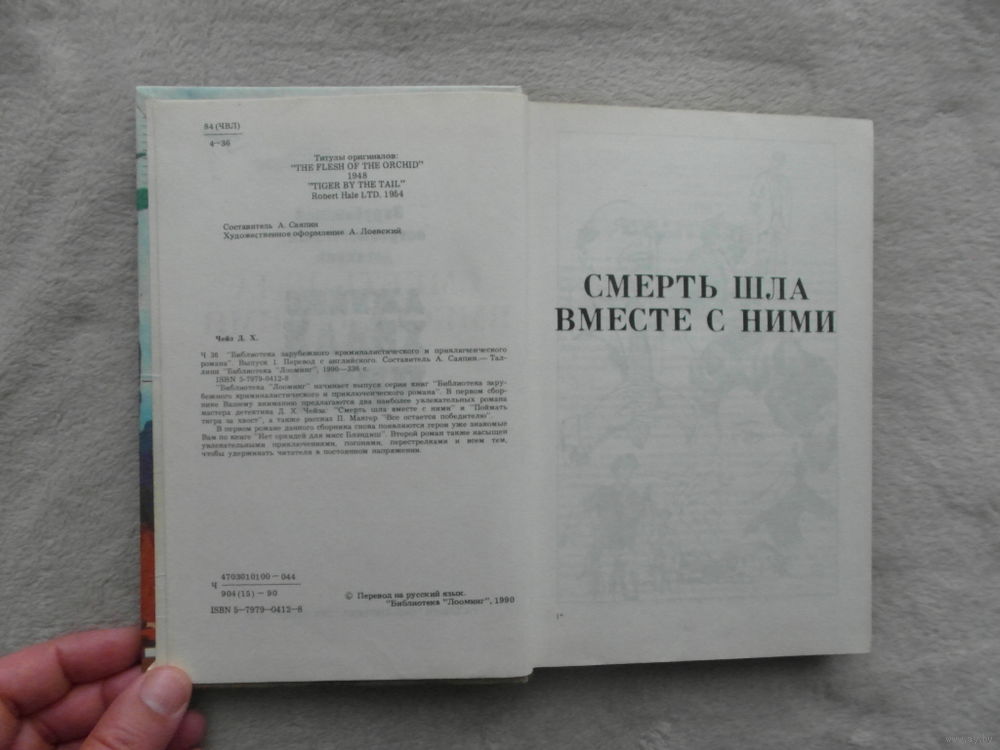 84(ЧВЛ)
4—36
Титулы оригиналов:
"THE FLESH OF THE ORCHID"
1948
"TIGER BY THE TAIL"
Robert Hale LTD. 1954
Составитель А. Саяпин
Художественное оформление А. Лоевский
Чейз Д. Х.
Ч 36 "Библиотека зарубежного криминалистического и приключенческого
романа". Выпуск 1. Перевод с английского. Составитель А. Саяпин.— Тал-
линн "Библиотека "Лооминг", 1990—336 с.
ISBN 5-7979-0412-8
"Библиотека "Лооминг" начинает выпуск серии книг "Библиотека зару-
бежного криминалистического и приключенческого романа". В первом сбор-
нике Вашему вниманию предлагаются два наиболее увлекательных романа
мастера детектива Д. Х. Чейза: "Смерть шла вместе с ними" и "Поймать
тигра за хвост", а также рассказ П. Мангер "Все остается победителю".
В первом романе данного сборника снова появляются герои уже знакомые
Вам по книге "Нет орхидей для мисс Блэндиш". Второй роман также насыщен
увлекательными приключениями, погонями, перестрелками и всем тем,
чтобы удерживать читателя в постоянном напряжении.
Ч 4703010100—044
904(15)—90
ISBN 5—7979—0412—8
© Перевод на русский язык.
"Библиотека "Лооминг", 1990
СМЕРТЬ ШЛА
ВМЕСТЕ С НИМИ
1*